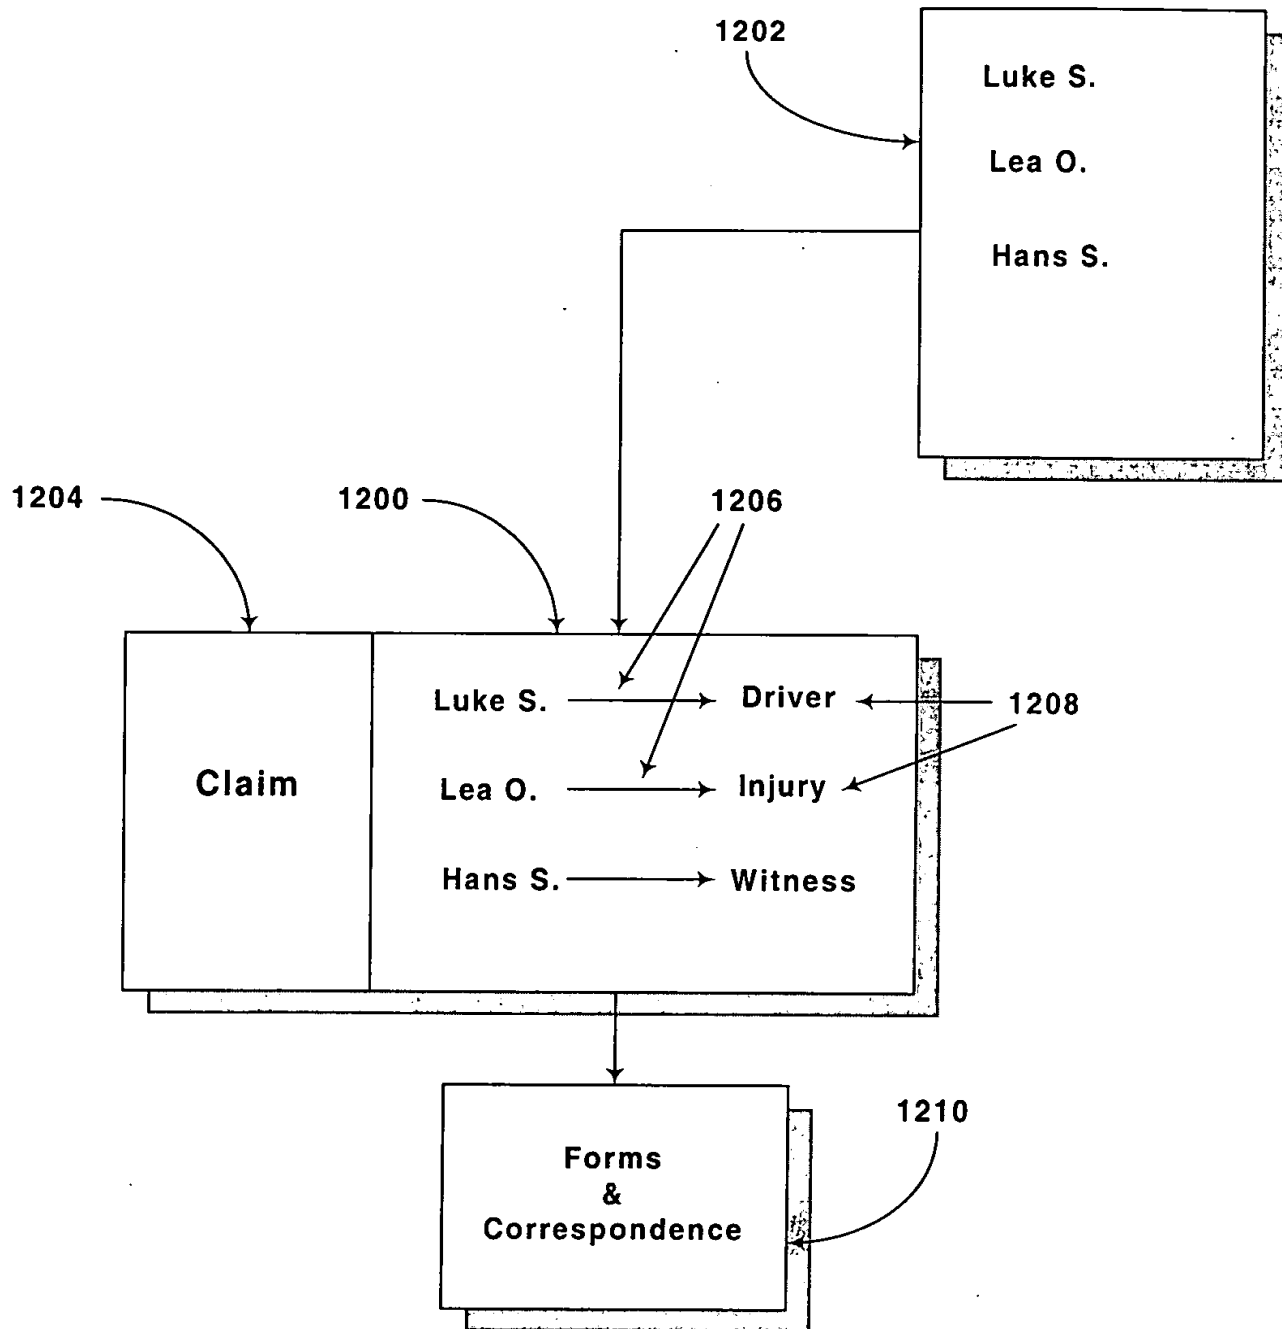 1202
Luke S.
Lea O.
Hans S.
1204
1200
1206
Luke S.
Driver
1208
Claim
Lea O.
Injury
Hans S.
Witness
1210
Forms
&
Correspondence